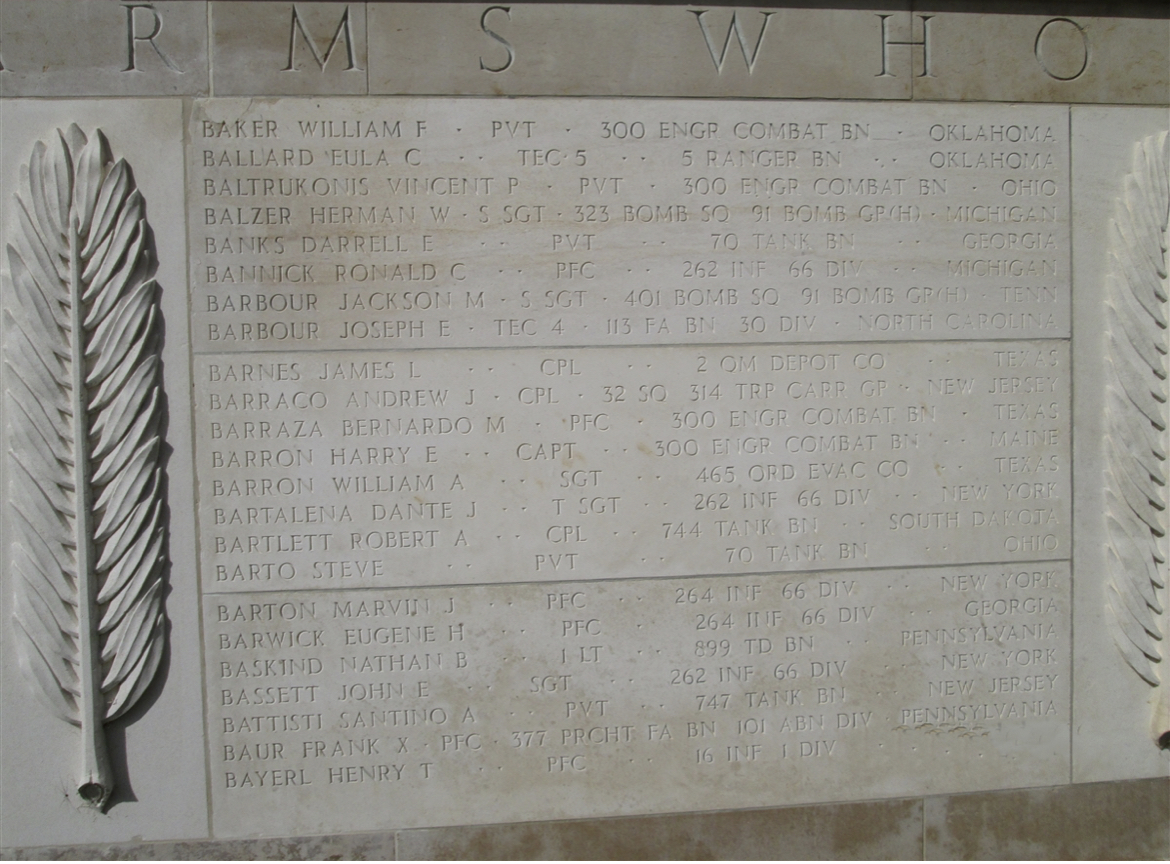 RMS WHO
BAKER WILLIAM F · PVT · 300 ENGR COMBAT BN · OKLAHOMA
BALLARD EULA C · · TEC 5 · · 5 RANGER BN · · OKLAHOMA
BALTRUKONIS VINCENT P · PVT · 300 ENGR COMBAT BN · OHIO
BALZER HERMAN W · S SGT · 323 BOMB SQ 91 BOMB GP(H) · MICHIGAN
BANKS DARRELL E · · PVT · · 70 TANK BN · · GEORGIA
BANNICK RONALD C · · PFC · · 262 INF 66 DIV · · MICHIGAN
BARBOUR JACKSON M · S SGT · 401 BOMB SQ 91 BOMB GP(H) · TENN
BARBOUR JOSEPH E · TEC 4 · 113 FA BN 30 DIV · NORTH CAROLINA
BARNES JAMES L · · CPL · · 2 QM DEPOT CO · · TEXAS
BARRACO ANDREW J · CPL · 32 SQ 314 TRP CARR GP · NEW JERSEY
BARRAZA BERNARDO M · PFC · 300 ENGR COMBAT BN · TEXAS
BARRON HARRY E · · CAPT · · 300 ENGR COMBAT BN · · MAINE
BARRON WILLIAM A · · SGT · · 465 ORD EVAC CO · · TEXAS
BARTALENA DANTE J · · T SGT · · 262 INF 66 DIV · · NEW YORK
BARTLETT ROBERT A · · CPL · · 744 TANK BN · · SOUTH DAKOTA
BARTO STEVE · · PVT · · 70 TANK BN · · OHIO
BARTON MARVIN J · · PFC · · 264 INF 66 DIV · · NEW YORK
BARWICK EUGENE H · · PFC · 264 INF 66 DIV · · GEORGIA
BASKIND NATHAN B · · 1 LT · · 899 TD BN · · PENNSYLVANIA
BASSETT JOHN E · · SGT · · 262 INF 66 DIV · · NEW YORK
BATTISTI SANTINO A · · PVT · · 747 TANK BN · · NEW JERSEY
BAUR FRANK X · PFC · 377 PRCHT FA BN 101 ABN DIV · PENNSYLVANIA
BAYERL HENRY T · · PFC · · 16 INF 1 DIV · · · ·